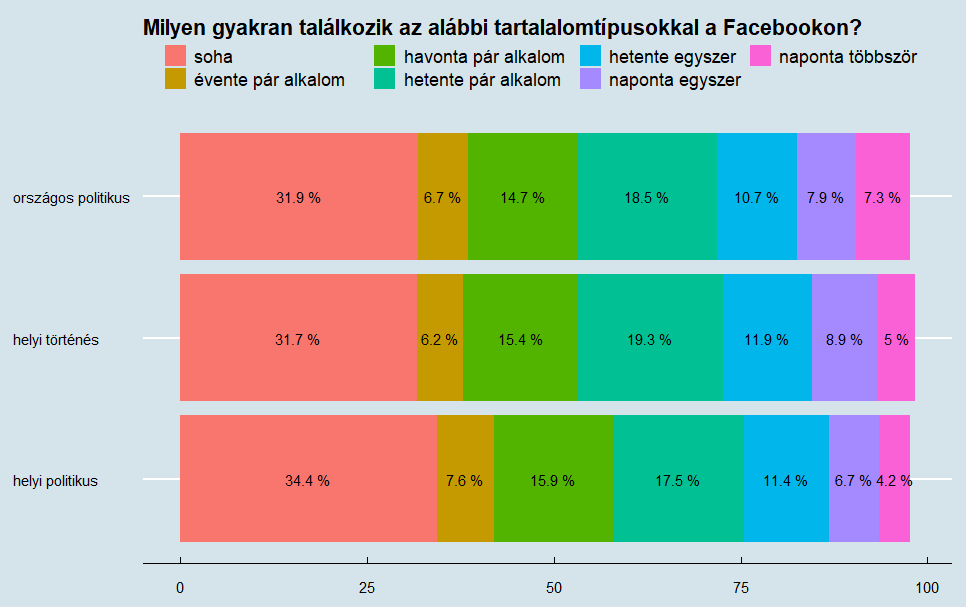 Milyen gyakran találkozik az alábbi tartalalomtípusokkal a Facebookon?
soha havonta pár alkalom hetente egyszer naponta többször
évente pár alkalom hetente pár alkalom naponta egyszer
országos politikus 31.9 % 6.7 % 14.7 % 18.5 % 10.7 % 7.9 % 7.3 %
helyi történés 31.7 % 6.2 % 15.4 % 19.3 % 11.9 % 8.9 % 5 %
helyi politikus 34.4 % 7.6 % 15.9 % 17.5 % 11.4 % 6.7 % 4.2 %
0 25 50 75 100